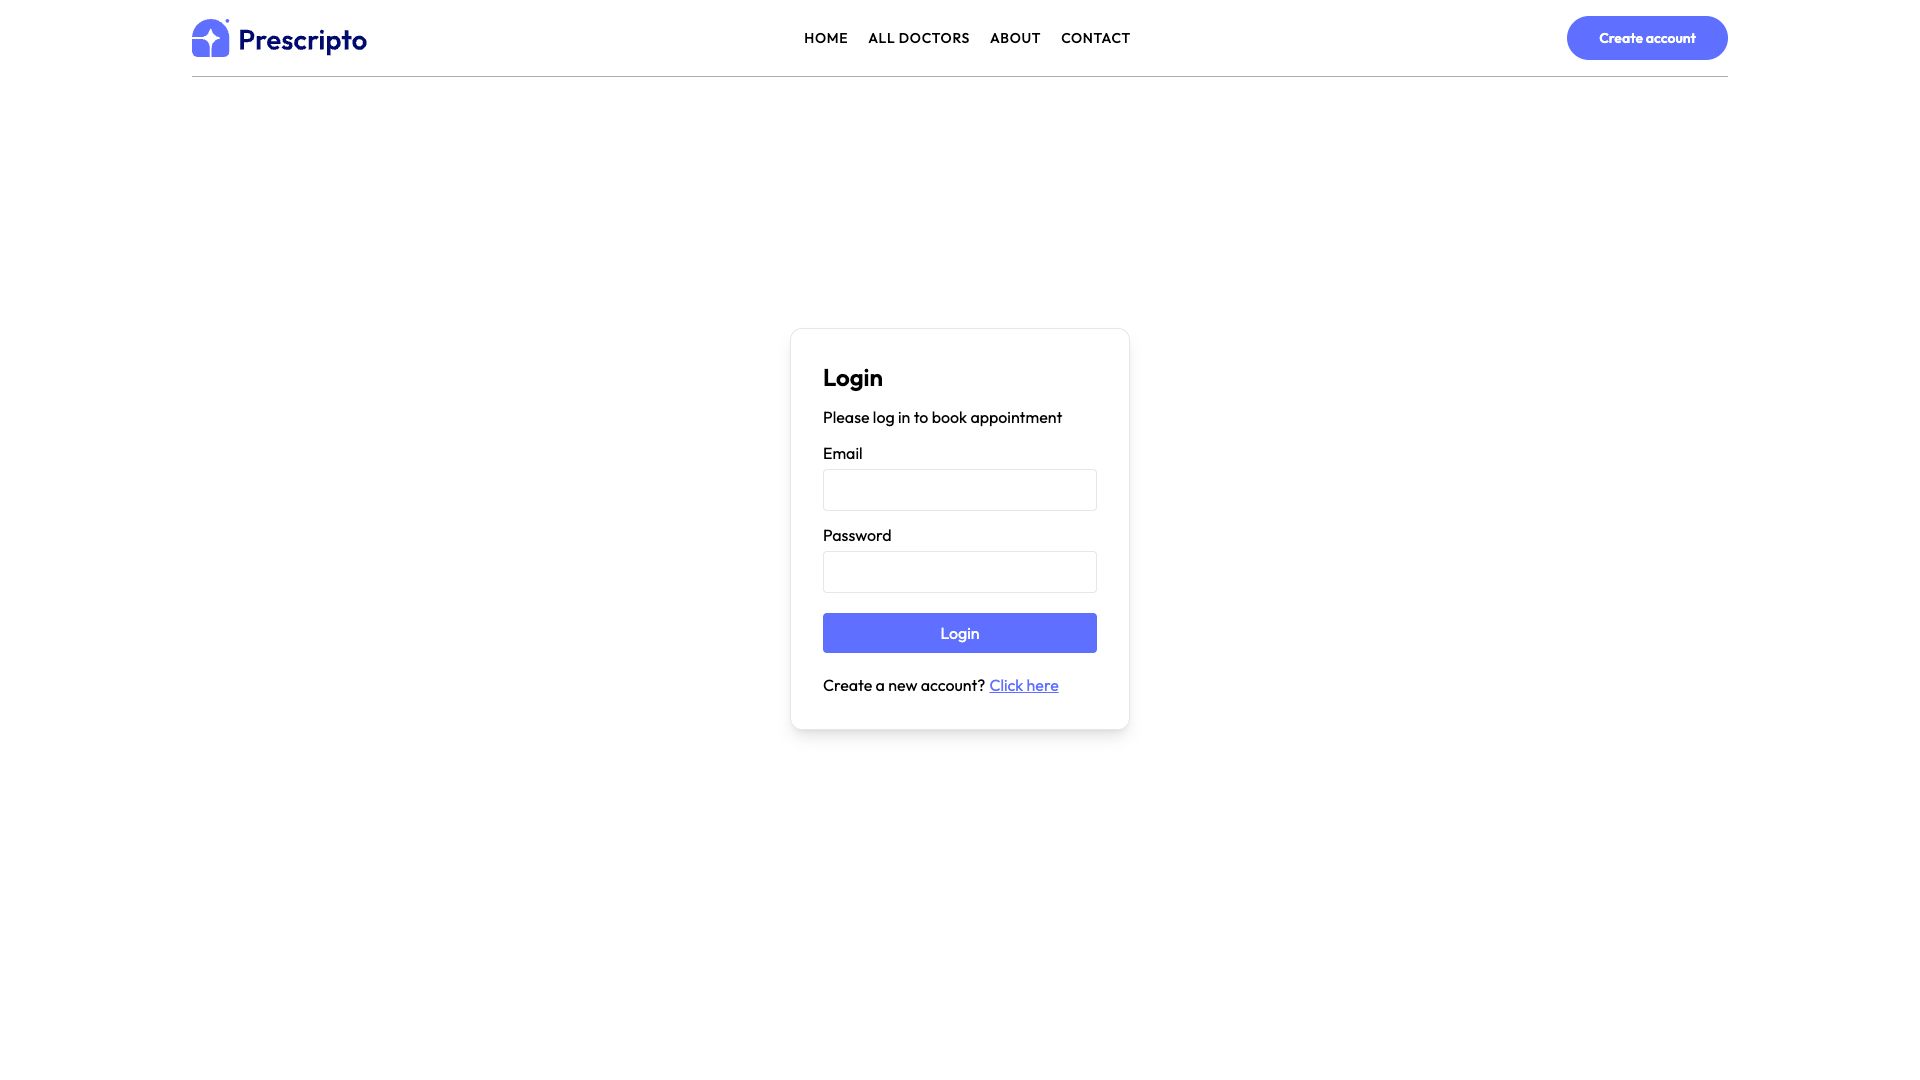 Prescripto
HOME ALL DOCTORS ABOUT CONTACT
Create account
Login
Please log in to book appointment
Email
Password
Login
Create a new account? Click here